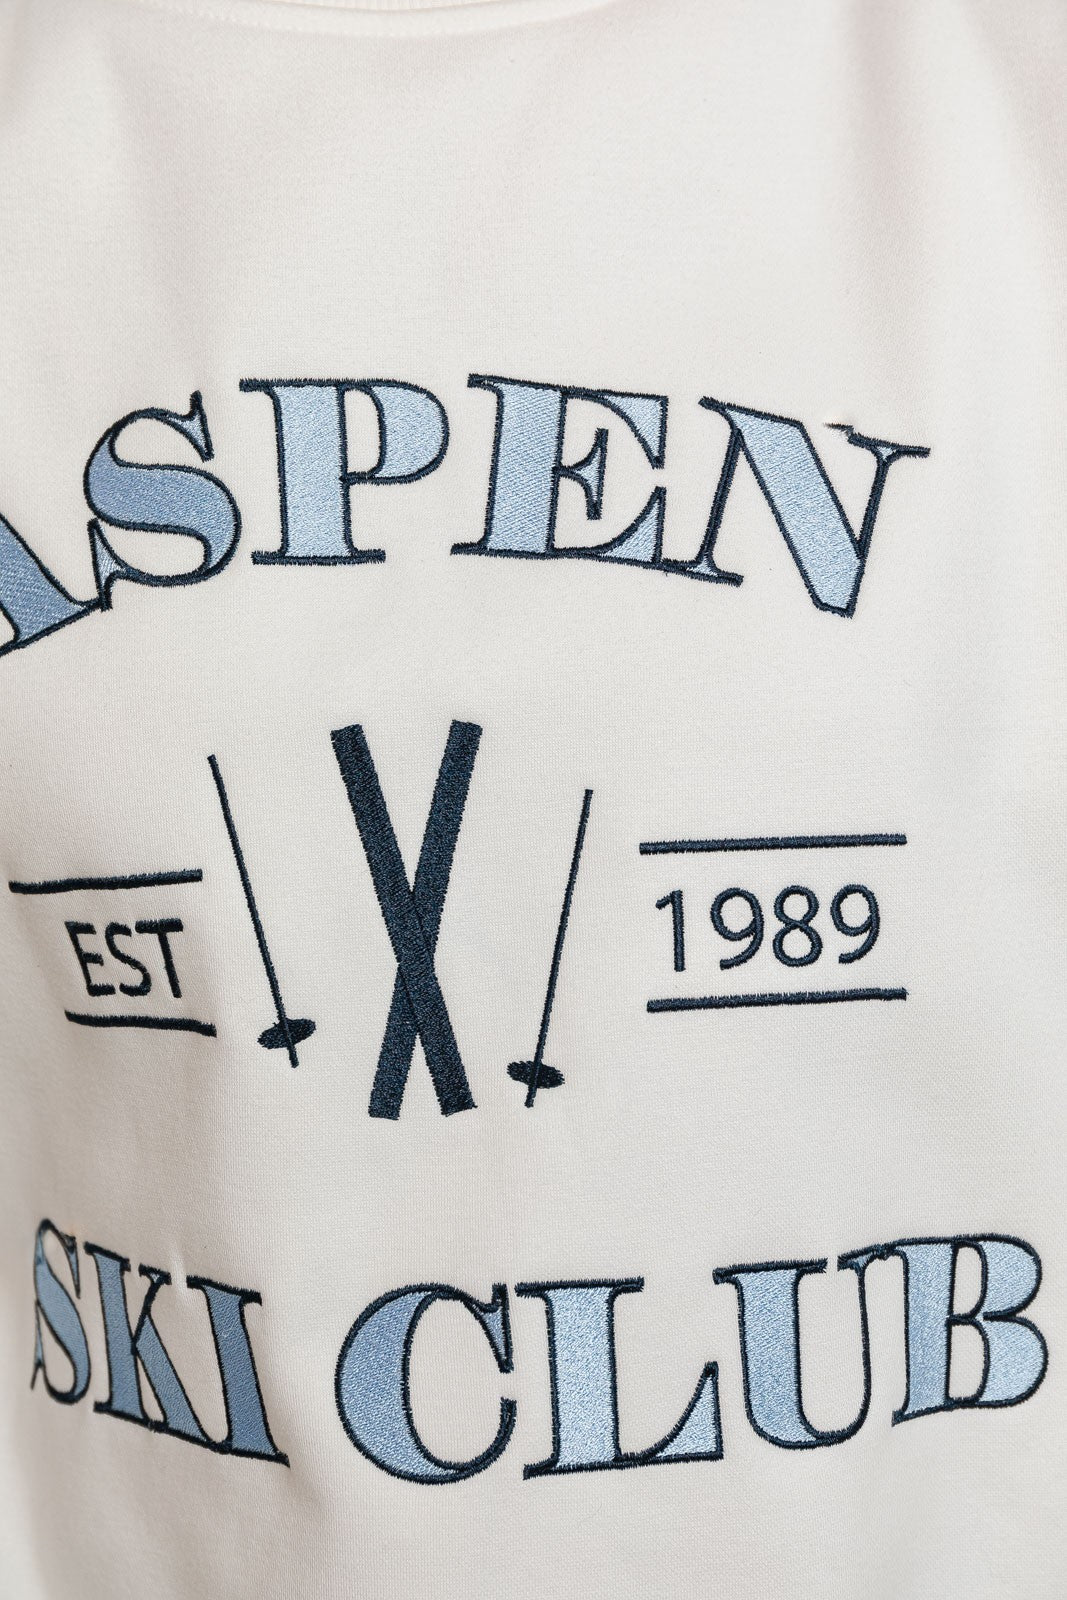 ASPEN
EST 1989
SKI CLUB